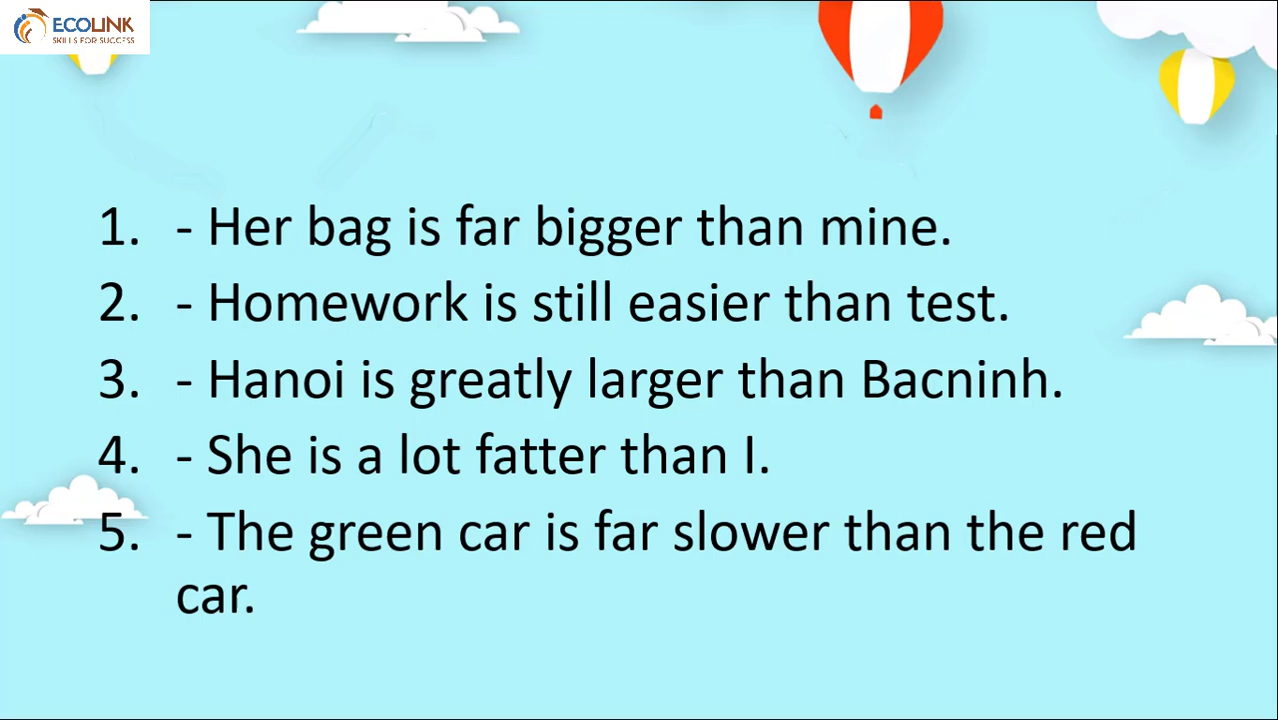 ECOLINK
SKILLS FOR SUCCESS
1. - Her bag is far bigger than mine.
2. - Homework is still easier than test.
3. - Hanoi is greatly larger than Bacninh.
4. - She is a lot fatter than I.
5. - The green car is far slower than the red
car.